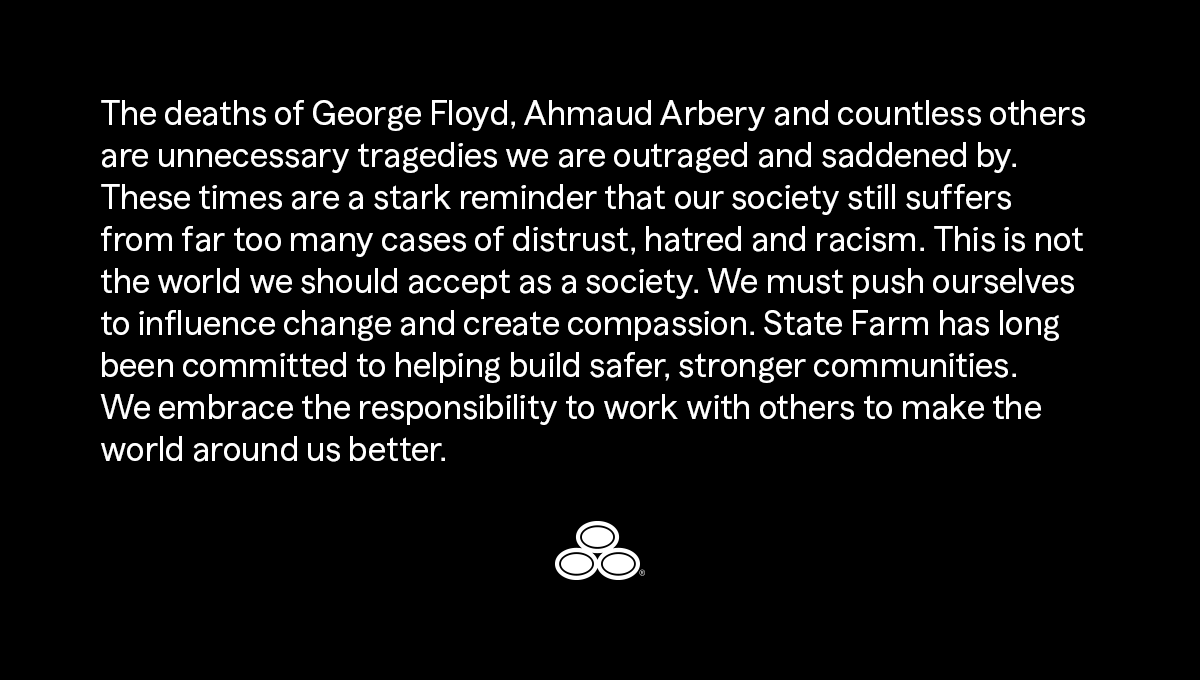 The deaths of George Floyd, Ahmaud Arbery and countless others
are unnecessary tragedies we are outraged and saddened by.
These times are a stark reminder that our society still suffers
from far too many cases of distrust, hatred and racism. This is not
the world we should accept as a society. We must push ourselves
to influence change and create compassion. State Farm has long
been committed to helping build safer, stronger communities.
We embrace the responsibility to work with others to make the
world around us better.
®